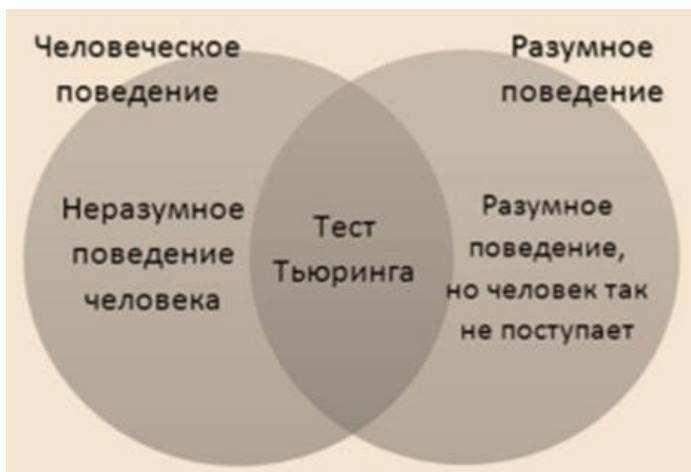 Человеческое
поведение
Разумное
поведение
Неразумное
поведение
человека
Тест
Тьюринга
Разумное
поведение,
но человек так
не поступает